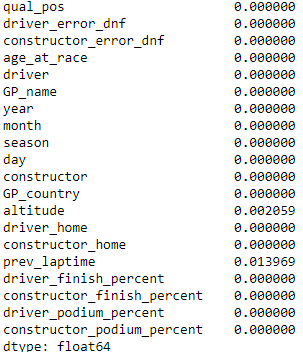 qual_pos 0.000000
driver_error_dnf 0.000000
constructor_error_dnf 0.000000
age_at_race 0.000000
driver 0.000000
GP_name 0.000000
year 0.000000
month 0.000000
season 0.000000
day 0.000000
constructor 0.000000
GP_country 0.000000
altitude 0.002059
driver_home 0.000000
constructor_home 0.000000
prev_laptime 0.013969
driver_finish_percent 0.000000
constructor_finish_percent 0.000000
driver_podium_percent 0.000000
constructor_podium_percent 0.000000
dtype: float64